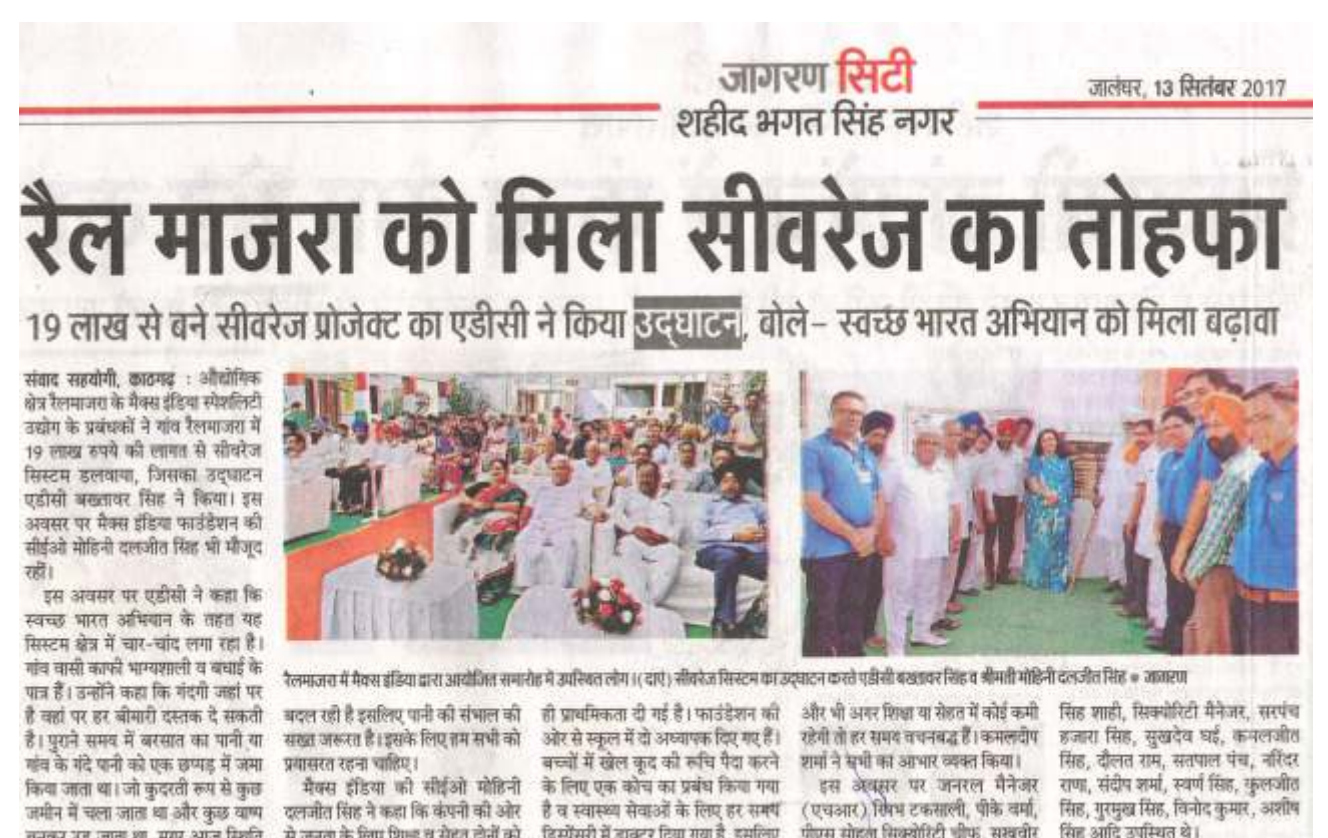 जागरण सिटी
जालंधर, 13 सितंबर 2017
शहीद भगत सिंह नगर
रैल माजरा को मिला सीवरेज का तोहफा
19 लाख से बने सीवरेज प्रोजेक्ट का एडीसी ने किया उद्घाटन, बोले– स्वच्छ भारत अभियान को मिला बढ़ावा
संवाद सहयोगी, काठगढ़ : औद्योगिक
क्षेत्र रैलमाजरा के मैक्स इंडिया स्पेशलिटी
उद्योग के प्रबंधकों ने गांव रैलमाजरा में
19 लाख रुपये की लागत से सीवरेज
सिस्टम डलवाया, जिसका उद्घाटन
एडीसी बख्तावर सिंह ने किया। इस
अवसर पर मैक्स इंडिया फाउंडेशन की
सीईओ मोहिनी दलजीत सिंह भी मौजूद
रहीं।
इस अवसर पर एडीसी ने कहा कि
स्वच्छ भारत अभियान के तहत यह
सिस्टम क्षेत्र में चार-चांद लगा रहा है।
गांव वासी काफी भाग्यशाली व बधाई के
पात्र हैं। उन्होंने कहा कि गंदगी जहां पर
है वहां पर हर बीमारी दस्तक दे सकती
है। पुराने समय में बरसात का पानी या
गांव के गंदे पानी को एक छप्पड़ में जमा
किया जाता था। जो कुदरती रूप से कुछ
जमीन में चला जाता था और कुछ वाष्प
रैलमाजरा में मैक्स इंडिया द्वारा आयोजित समारोह में उपस्थित लोग।( दाएं ) सीवरेज सिस्टम का उद्घाटन करते एडीसी बख्तावर सिंह व श्रीमती मोहिनी दलजीत सिंह ● जागरण
बदल रही है इसलिए पानी की संभाल की
सख्त जरूरत है। इसके लिए हम सभी को
प्रयासरत रहना चाहिए।
मैक्स इंडिया की सीईओ मोहिनी
दलजीत सिंह ने कहा कि कंपनी की ओर
से जनता के लिए शिक्षा व सेहत दोनों को
ही प्राथमिकता दी गई है। फाउंडेशन की
ओर से स्कूल में दो अध्यापक दिए गए हैं।
बच्चों में खेल कूद की रूचि पैदा करने
के लिए एक कोच का प्रबंध किया गया
है व स्वास्थ्य सेवाओं के लिए हर समय
डिस्पेंसरी में डाक्टर दिया गया है, इसलिए
और भी अगर शिक्षा या सेहत में कोई कमी
रहेगी तो हर समय वचनबद्ध हैं। कमलदीप
शर्मा ने सभी का आभार व्यक्त किया।
इस अवसर पर जनरल मैनेजर
(एचआर) टकसाली, पीके वर्मा,
पीएस सोहल सिक्योरिटी चीफ, सुखवीर
सिंह शाही, सिक्योरिटी मैनेजर, सरपंच
हजारा सिंह, सुखदेव घई, कमलजीत
सिंह, दौलत राम, सतपाल पंच, नरिंदर
राणा, संदीप शर्मा, स्वर्ण सिंह, कुलजीत
सिंह, गुरमुख सिंह, विनोद कुमार, अशीष
सिंह आदि उपस्थित थे।